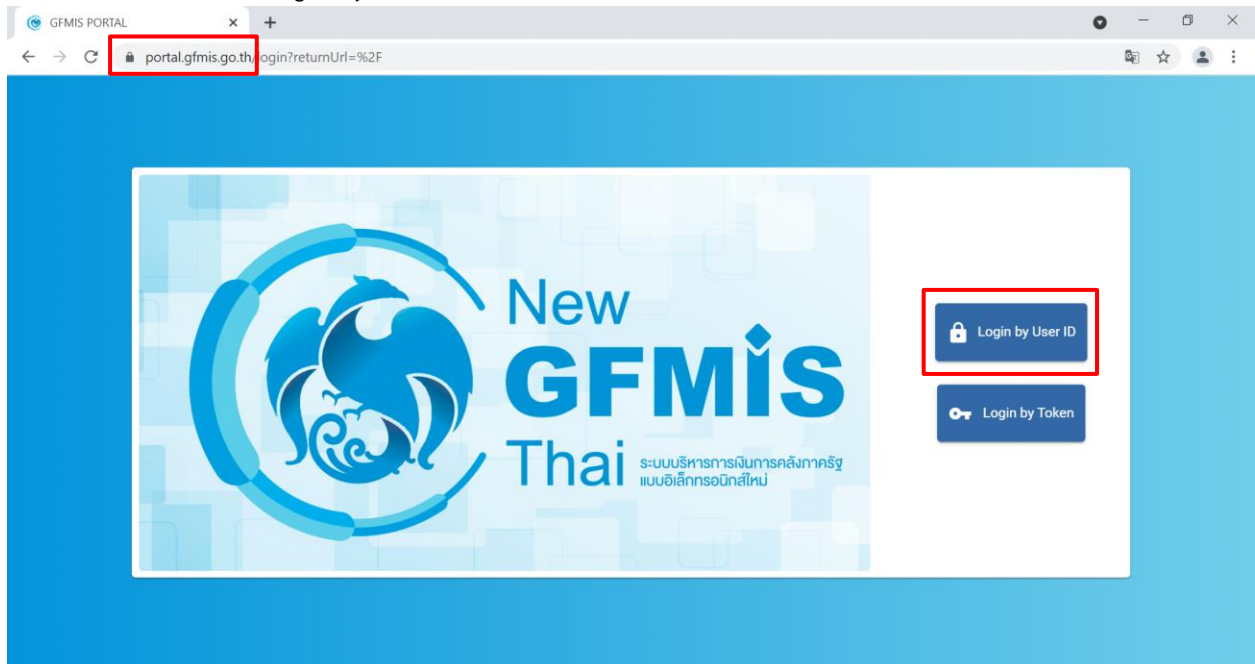 GFMIS PORTAL
portal.gfmis.go.th/login?returnUrl=%2F
New
GFMIS
Thai
ระบบบริหารการเงินการคลังภาครัฐ
แบบอิเล็กทรอนิกส์ใหม่
Login by User ID
Login by Token